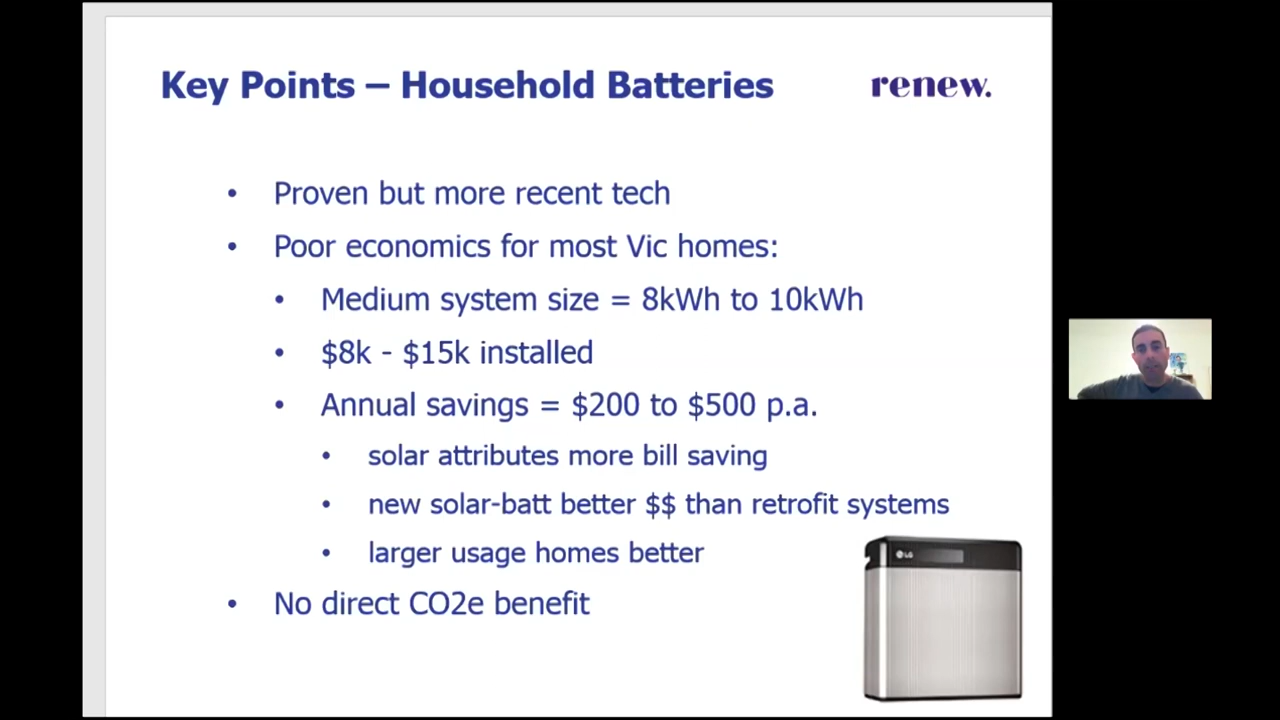 Key Points – Household Batteries
renew.
• Proven but more recent tech
• Poor economics for most Vic homes:
• Medium system size = 8kWh to 10kWh
• $8k - $15k installed
• Annual savings = $200 to $500 p.a.
• solar attributes more bill saving
• new solar-batt better $$ than retrofit systems
• larger usage homes better
• No direct CO2e benefit
LG